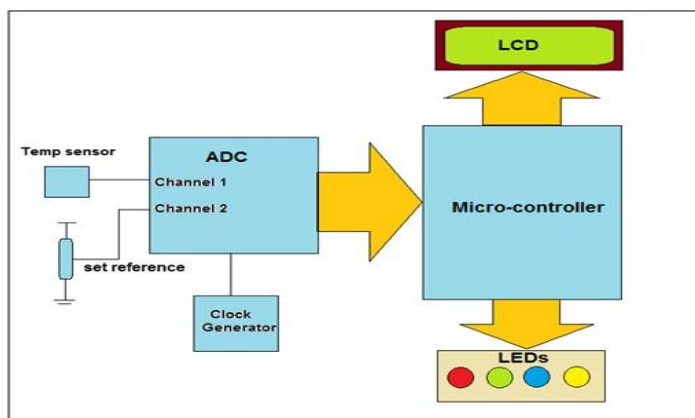 LCD
Temp sensor
ADC
Channel 1
Channel 2
set reference
Micro-controller
Clock
Generator
LEDs